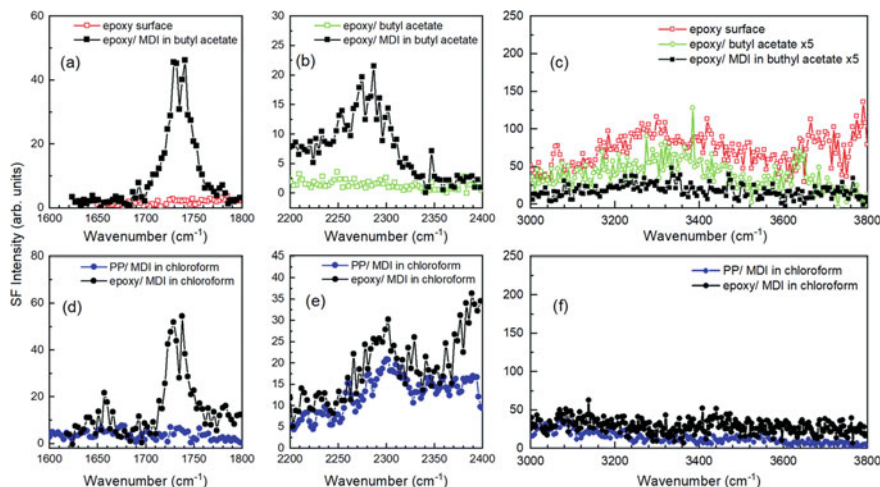 epoxy surface
epoxy/ MDI in butyl acetate
(a)
60
40
20
0
1600 1650 1700 1750 1800
Wavenumber (cm-1)
epoxy/ butyl acetate
epoxy/ MDI in butyl acetate
(b)
30
25
20
15
10
5
0
2200 2250 2300 2350 2400
Wavenumber (cm-1)
(c)
epoxy surface
epoxy/ butyl acetate x5
epoxy/ MDI in buthyl acetate x5
250
200
150
100
50
0
3000 3200 3400 3600 3800
Wavenumber (cm-1)
SF Intensity (arb. units)
PP/ MDI in chloroform
epoxy/ MDI in chloroform
(d)
80
60
40
20
0
1600 1650 1700 1750 1800
Wavenumber (cm-1)
PP/ MDI in chloroform
epoxy/ MDI in chloroform
(e)
45
40
35
30
25
20
15
10
5
0
2200 2250 2300 2350 2400
Wavenumber (cm-1)
PP/ MDI in chloroform
epoxy/ MDI in chloroform
(f)
250
200
150
100
50
0
3000 3200 3400 3600 3800
Wavenumber (cm-1)